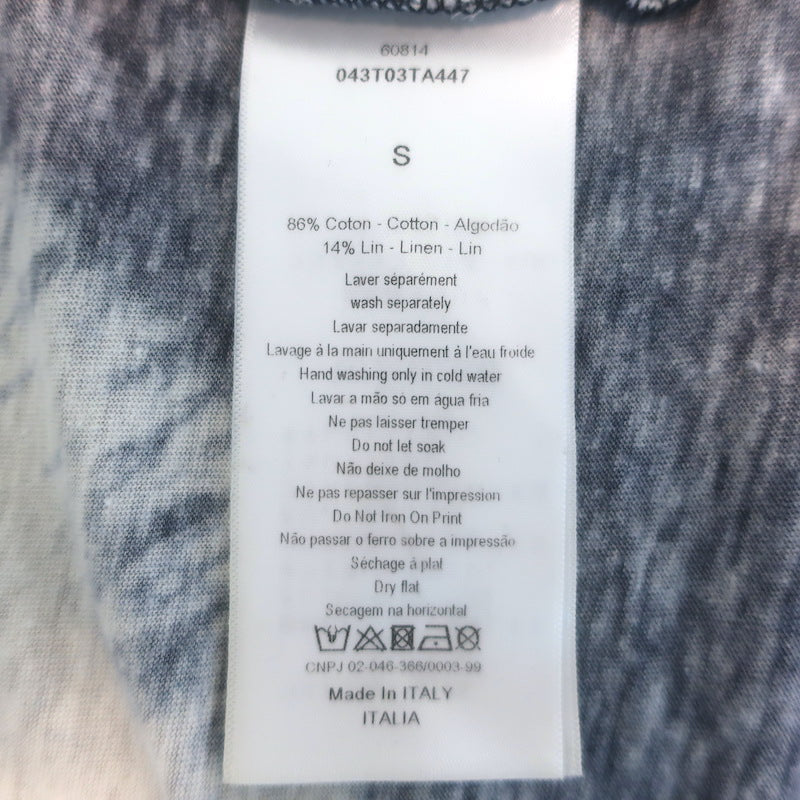 60814
043T03TA447
S
86% Coton - Cotton - Algodão
14% Lin - Linen - Lin
Laver séparément
wash separately
Lavar separadamente
Lavage à la main uniquement á l'eau froide
Hand washing only in cold water
Lavar a mão so em agua fria
Ne pas laisser tremper
Do not let soak
Não deixe de molho
Ne pas repasser sur l'impression
Do Not Iron On Print
Não passar o ferro sobre a impressão
Séchage à plat
Dry flat
Secagem na horizontal
CNPJ 02-046-366/0003-99
Made In ITALY
ITALIA